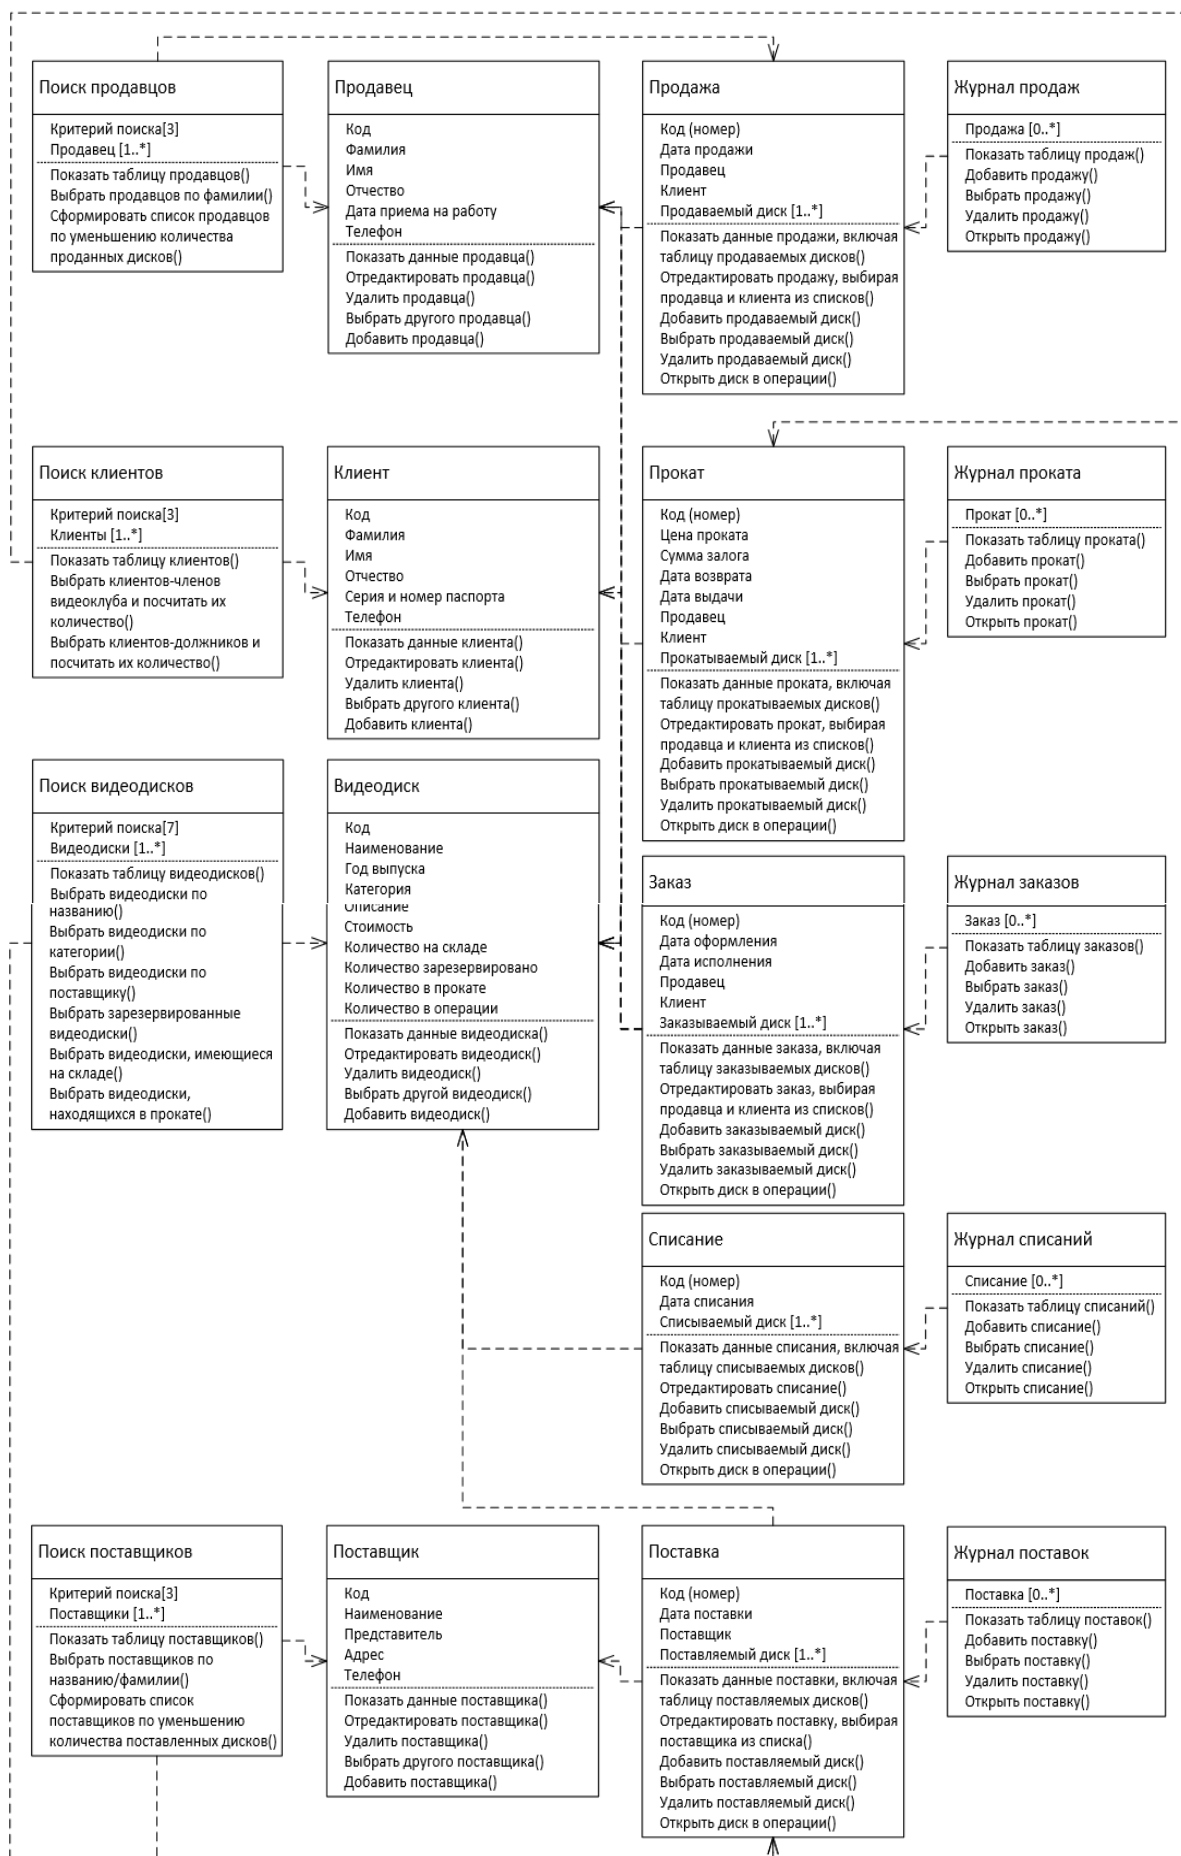 Поиск продавцов
Критерий поиска[3]
Продавец [1..*]
Показать таблицу продавцов()
Выбрать продавцов по фамилии()
Сформировать список продавцов
по уменьшению количества
проданных дисков()
Продавец
Код
Фамилия
Имя
Отчество
Дата приема на работу
Телефон
Показать данные продавца()
Отредактировать продавца()
Удалить продавца()
Выбрать другого продавца()
Добавить продавца()
Продажа
Код (номер)
Дата продажи
Продавец
Клиент
Продаваемый диск [1..*]
Показать данные продажи, включая
таблицу продаваемых дисков()
Отредактировать продажу, выбирая
продавца и клиента из списков()
Добавить продаваемый диск()
Выбрать продаваемый диск()
Удалить продаваемый диск()
Открыть диск в операции()
Журнал продаж
Продажа [0..*]
Показать таблицу продаж()
Добавить продажу()
Выбрать продажу()
Удалить продажу()
Открыть продажу()
Поиск клиентов
Критерий поиска[3]
Клиенты [1..*]
Показать таблицу клиентов()
Выбрать клиентов-членов
видеоклуба и посчитать их
количество()
Выбрать клиентов-должников и
посчитать их количество()
Клиент
Код
Фамилия
Имя
Отчество
Серия и номер паспорта
Телефон
Показать данные клиента()
Отредактировать клиента()
Удалить клиента()
Выбрать другого клиента()
Добавить клиента()
Прокат
Код (номер)
Цена проката
Сумма залога
Дата возврата
Дата выдачи
Продавец
Клиент
Прокатываемый диск [1..*]
Показать данные проката, включая
таблицу прокатываемых дисков()
Отредактировать прокат, выбирая
продавца и клиента из списков()
Добавить прокатываемый диск()
Выбрать прокатываемый диск()
Удалить прокатываемый диск()
Открыть диск в операции()
Журнал проката
Прокат [0..*]
Показать таблицу проката()
Добавить прокат()
Выбрать прокат()
Удалить прокат()
Открыть прокат()
Поиск видеодисков
Критерий поиска[7]
Видеодиски [1..*]
Показать таблицу видеодисков()
Выбрать видеодиски по
названию()
Выбрать видеодиски по
категории()
Выбрать видеодиски по
поставщику()
Выбрать зарезервированные
видеодиски()
Выбрать видеодиски, имеющиеся
на складе()
Выбрать видеодиски,
находящихся в прокате()
Видеодиск
Код
Наименование
Год выпуска
Категория
Описание
Стоимость
Количество на складе
Количество зарезервировано
Количество в прокате
Количество в операции
Показать данные видеодиска()
Отредактировать видеодиск()
Удалить видеодиск()
Выбрать другой видеодиск()
Добавить видеодиск()
Заказ
Код (номер)
Дата оформления
Дата исполнения
Продавец
Клиент
Заказываемый диск [1..*]
Показать данные заказа, включая
таблицу заказываемых дисков()
Отредактировать заказ, выбирая
продавца и клиента из списков()
Добавить заказываемый диск()
Выбрать заказываемый диск()
Удалить заказываемый диск()
Открыть диск в операции()
Журнал заказов
Заказ [0..*]
Показать таблицу заказов()
Добавить заказ()
Выбрать заказ()
Удалить заказ()
Открыть заказ()
Списание
Код (номер)
Дата списания
Списываемый диск [1..*]
Показать данные списания, включая
таблицу списываемых дисков()
Отредактировать списание()
Добавить списываемый диск()
Выбрать списываемый диск()
Удалить списываемый диск()
Открыть диск в операции()
Журнал списаний
Списание [0..*]
Показать таблицу списаний()
Добавить списание()
Выбрать списание()
Удалить списание()
Открыть списание()
Поиск поставщиков
Критерий поиска[3]
Поставщики [1..*]
Показать таблицу поставщиков()
Выбрать поставщиков по
названию/фамилии()
Сформировать список
поставщиков по уменьшению
количества поставленных дисков()
Поставщик
Код
Наименование
Представитель
Адрес
Телефон
Показать данные поставщика()
Отредактировать поставщика()
Удалить поставщика()
Выбрать другого поставщика()
Добавить поставщика()
Поставка
Код (номер)
Дата поставки
Поставщик
Поставляемый диск [1..*]
Показать данные поставки, включая
таблицу поставляемых дисков()
Отредактировать поставку, выбирая
поставщика из списка()
Добавить поставляемый диск()
Выбрать поставляемый диск()
Удалить поставляемый диск()
Открыть диск в операции()
Журнал поставок
Поставка [0..*]
Показать таблицу поставок()
Добавить поставку()
Выбрать поставку()
Удалить поставку()
Открыть поставку()